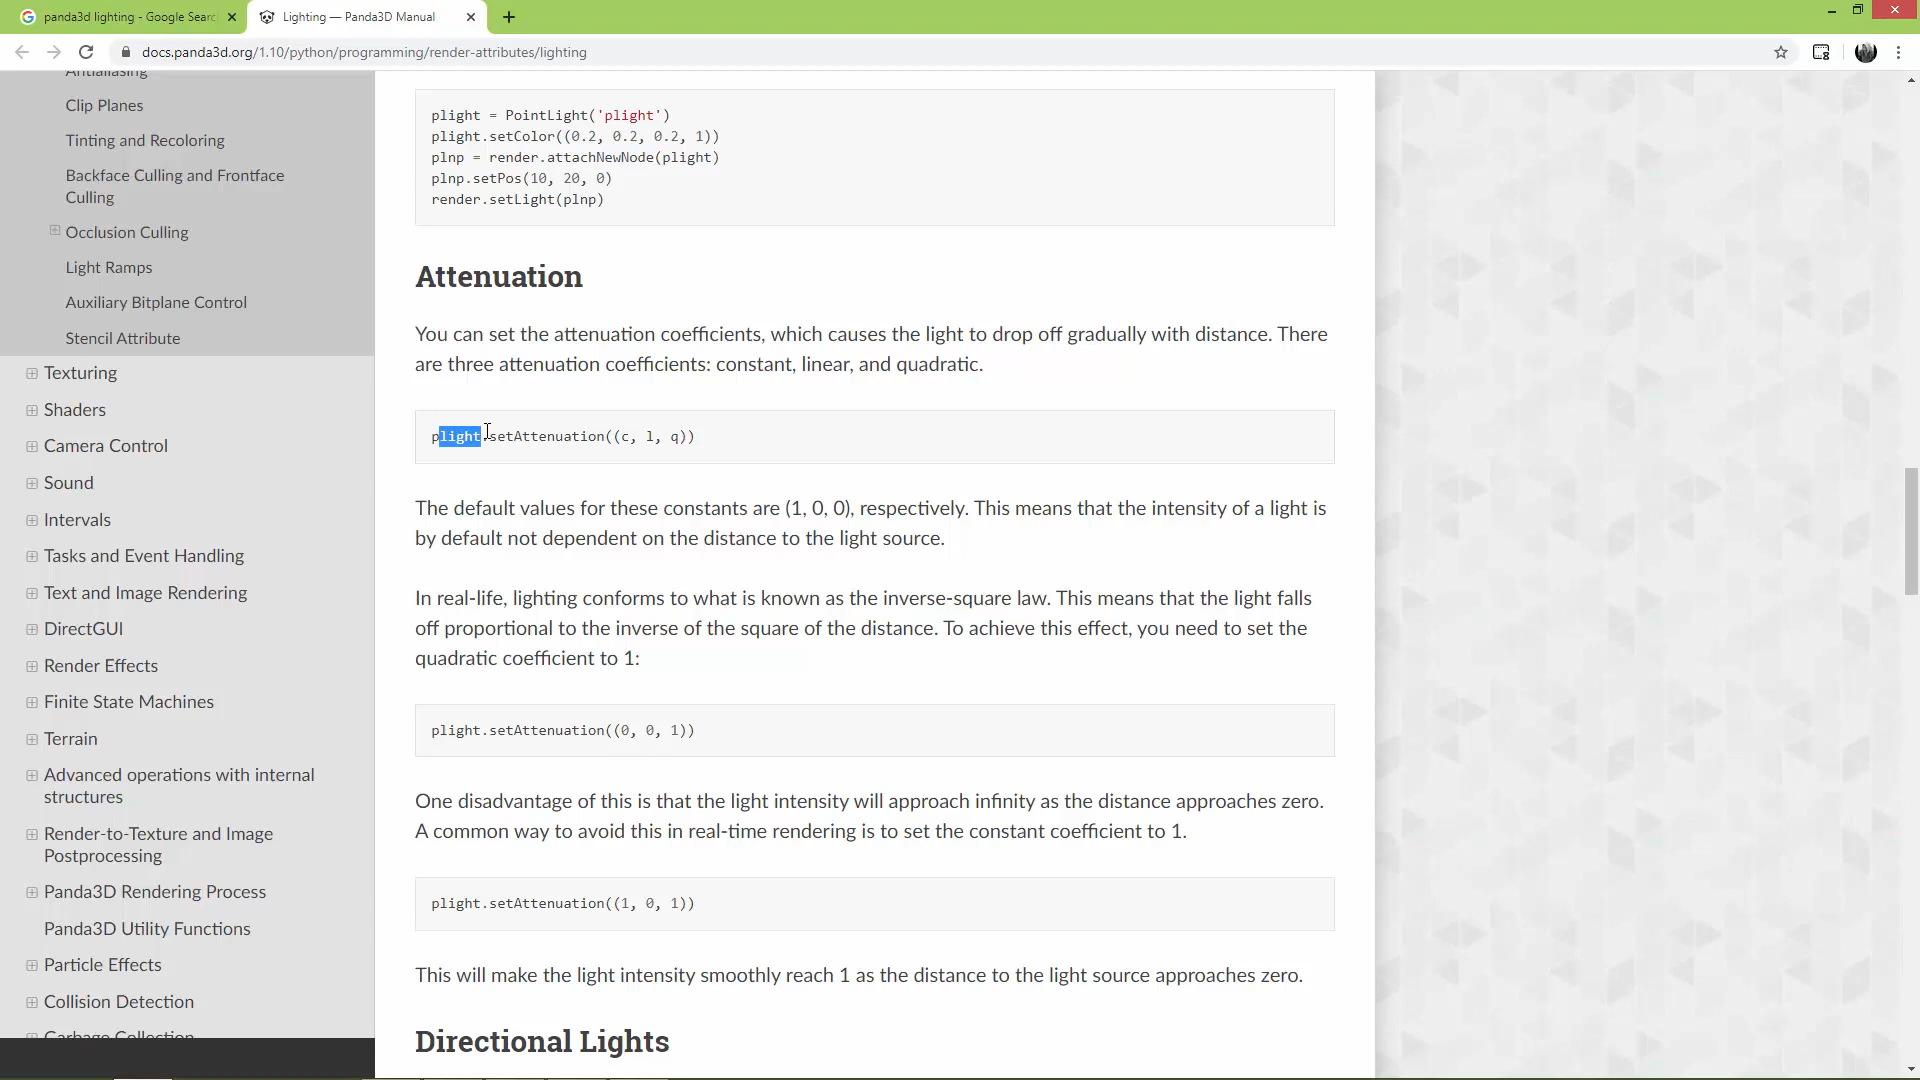 panda3d lighting - Google Searc
Lighting — Panda3D Manual
docs.panda3d.org/1.10/python/programming/render-attributes/lighting
Antialiasing
Clip Planes
Tinting and Recoloring
Backface Culling and Frontface
Culling
Occlusion Culling
Light Ramps
Auxiliary Bitplane Control
Stencil Attribute
Texturing
Shaders
Camera Control
Sound
Intervals
Tasks and Event Handling
Text and Image Rendering
DirectGUI
Render Effects
Finite State Machines
Terrain
Advanced operations with internal
structures
Render-to-Texture and Image
Postprocessing
Panda3D Rendering Process
Panda3D Utility Functions
Particle Effects
Collision Detection
Garbage Collection
plight = PointLight('plight')
plight.setColor((0.2, 0.2, 0.2, 1))
plnp = render.attachNewNode(plight)
plnp.setPos(10, 20, 0)
render.setLight(plnp)
Attenuation
You can set the attenuation coefficients, which causes the light to drop off gradually with distance. There
are three attenuation coefficients: constant, linear, and quadratic.
plight.setAttenuation((c, l, q))
The default values for these constants are (1, 0, 0), respectively. This means that the intensity of a light is
by default not dependent on the distance to the light source.
In real-life, lighting conforms to what is known as the inverse-square law. This means that the light falls
off proportional to the inverse of the square of the distance. To achieve this effect, you need to set the
quadratic coefficient to 1:
plight.setAttenuation((0, 0, 1))
One disadvantage of this is that the light intensity will approach infinity as the distance approaches zero.
A common way to avoid this in real-time rendering is to set the constant coefficient to 1.
plight.setAttenuation((1, 0, 1))
This will make the light intensity smoothly reach 1 as the distance to the light source approaches zero.
Directional Lights